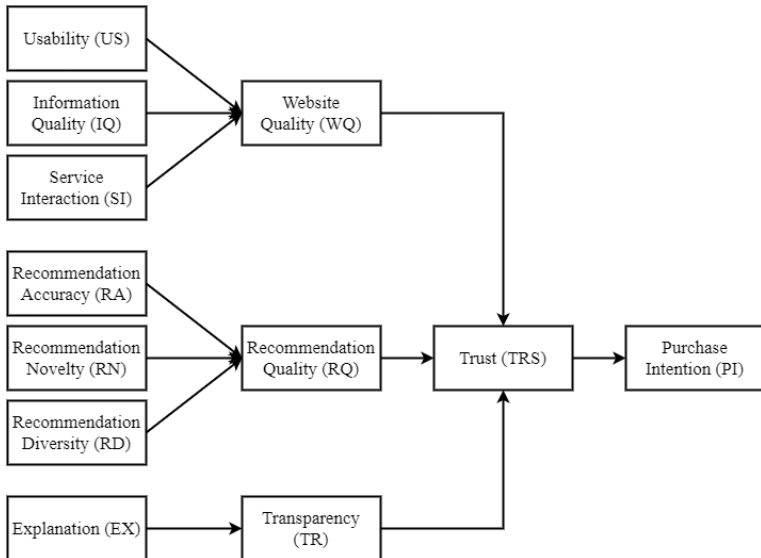 Usability (US)
Information
Quality (IQ)
Website
Quality (WQ)
Service
Interaction (SI)
Recommendation
Accuracy (RA)
Recommendation
Novelty (RN)
Recommendation
Quality (RQ)
Trust (TRS)
Purchase
Intention (PI)
Recommendation
Diversity (RD)
Explanation (EX)
Transparency
(TR)